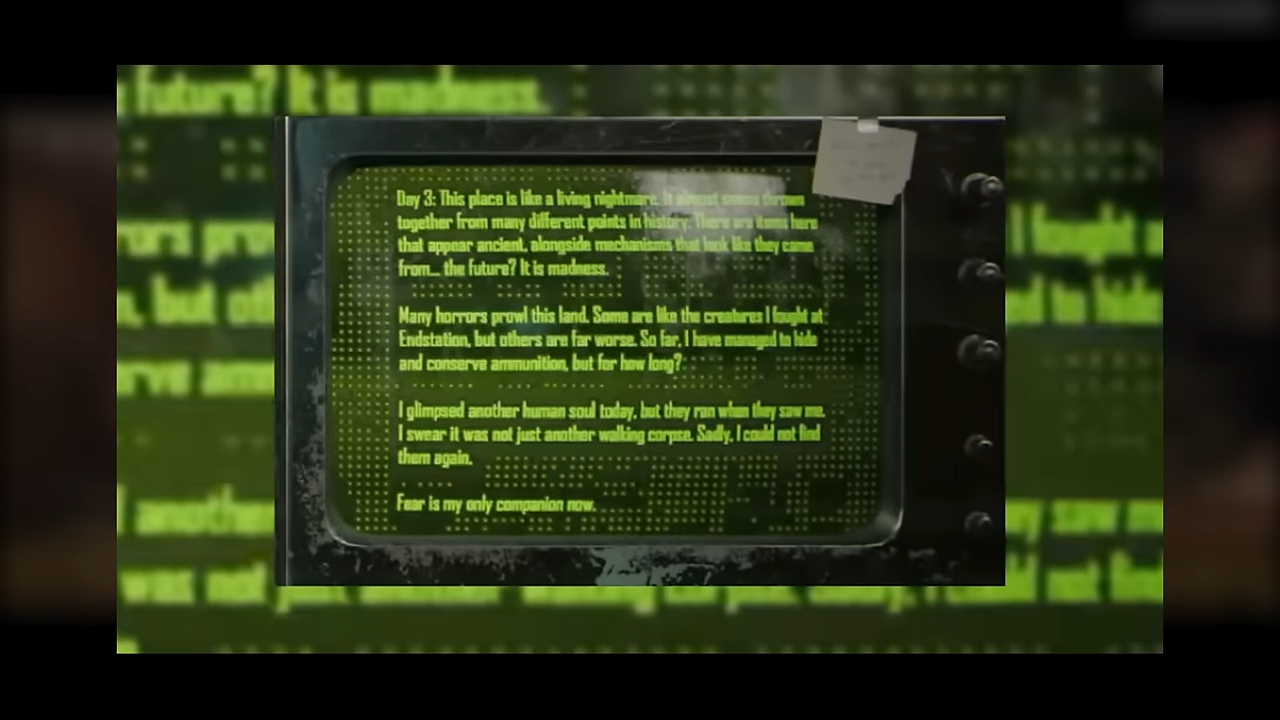 future? It is madness.
Day 3: This place is like a living nightmare. It almost seems thrown
together from many different points in history. There are items here
that appear ancient, alongside mechanisms that look like they came
from... the future? It is madness.
Many horrors prowl this land. Some are like the creatures I fought at
Endstation, but others are far worse. So far, I have managed to hide
and conserve ammunition, but for how long?
I glimpsed another human soul today, but they ran when they saw me.
I swear it was not just another walking corpse. Sadly, I could not find
them again.
Fear is my only companion now.